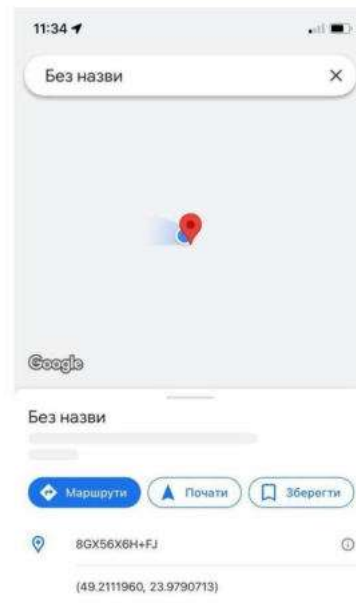 11:34
Без назви
Google
Без назви
Маршрути
Почати
Зберегти
8GX56X6H+FJ
(49.2111960, 23.9790713)